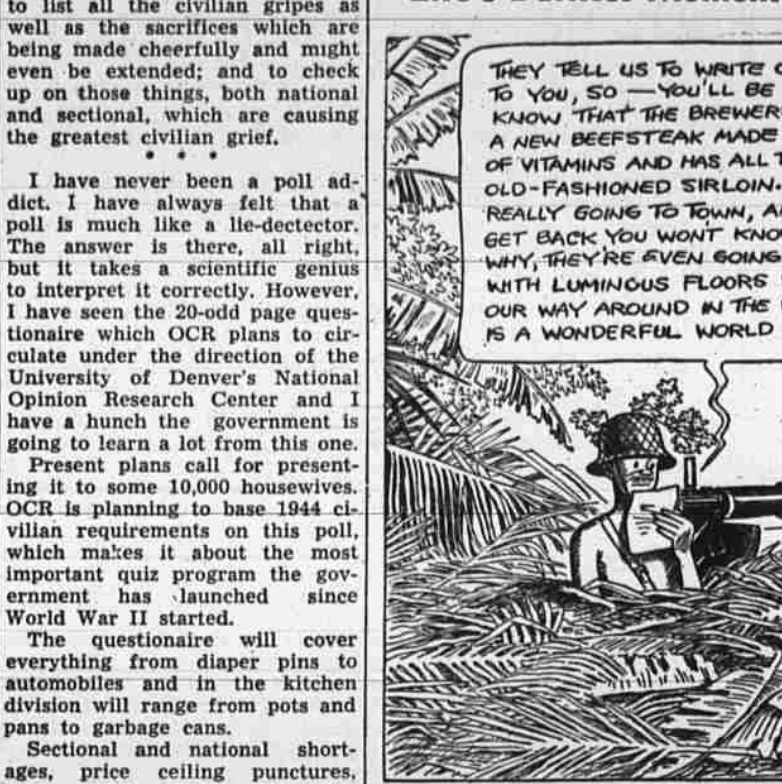 to list all the civilian gripes as
well as the sacrifices which are
being made cheerfully and might
even be extended; and to check
up on those things, both national
and sectional, which are causing
the greatest civilian grief.
* * *
I have never been a poll ad-
dict. I have always felt that a
poll is much like a lie-dectector.
The answer is there, all right,
but it takes a scientific genius
to interpret it correctly. However,
I have seen the 20-odd page ques-
tionaire which OCR plans to cir-
culate under the direction of the
University of Denver's National
Opinion Research Center and I
have a hunch the government is
going to learn a lot from this one.
Present plans call for present-
ing it to some 10,000 housewives.
OCR is planning to base 1944 ci-
vilian requirements on this poll,
which makes it about the most
important quiz program the gov-
ernment has launched since
World War II started.
The questionaire will cover
everything from diaper pins to
automobiles and in the kitchen
division will range from pots and
pans to garbage cans.
Sectional and national short-
ages, price ceiling punctures,
THEY TELL US TO WRITE
TO YOU, SO — YOU'LL BE
KNOW THAT THE BREWER
A NEW BEEFSTEAK MADE
OF VITAMINS AND HAS ALL T
OLD-FASHIONED SIRLOIN
REALLY GOING TO TOWN, A
GET BACK YOU WON'T KNO
WHY, THEY'RE EVEN GOING
WITH LUMINOUS FLOORS
OUR WAY AROUND IN THE
IS A WONDERFUL WORLD